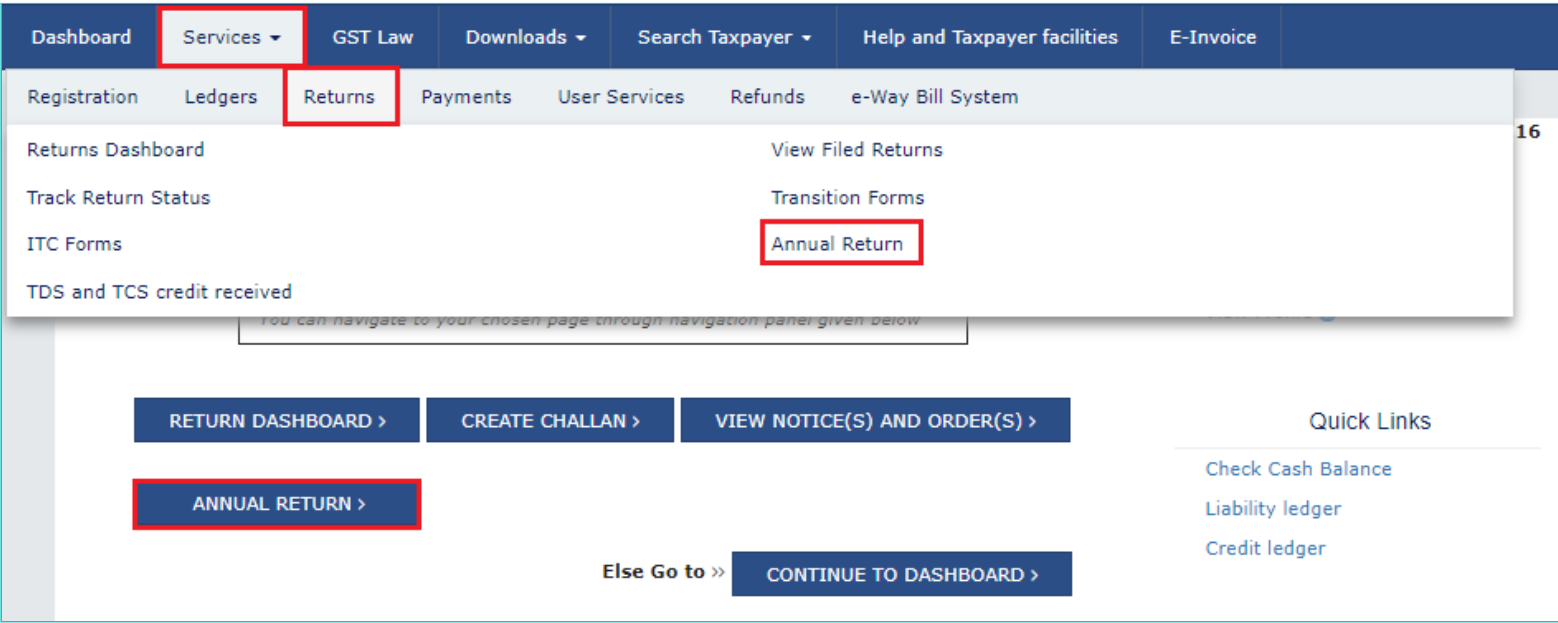 Dashboard Services GST Law Downloads Search Taxpayer Help and Taxpayer facilities E-Invoice
Registration Ledgers Returns Payments User Services Refunds e-Way Bill System
16
Returns Dashboard View Filed Returns
Track Return Status Transition Forms
ITC Forms Annual Return
TDS and TCS credit received
You can navigate to your chosen page through navigation panel given below
RETURN DASHBOARD > CREATE CHALLAN > VIEW NOTICE(S) AND ORDER(S) >
Quick Links
Check Cash Balance
ANNUAL RETURN >
Liability ledger
Credit ledger
Else Go to » CONTINUE TO DASHBOARD >